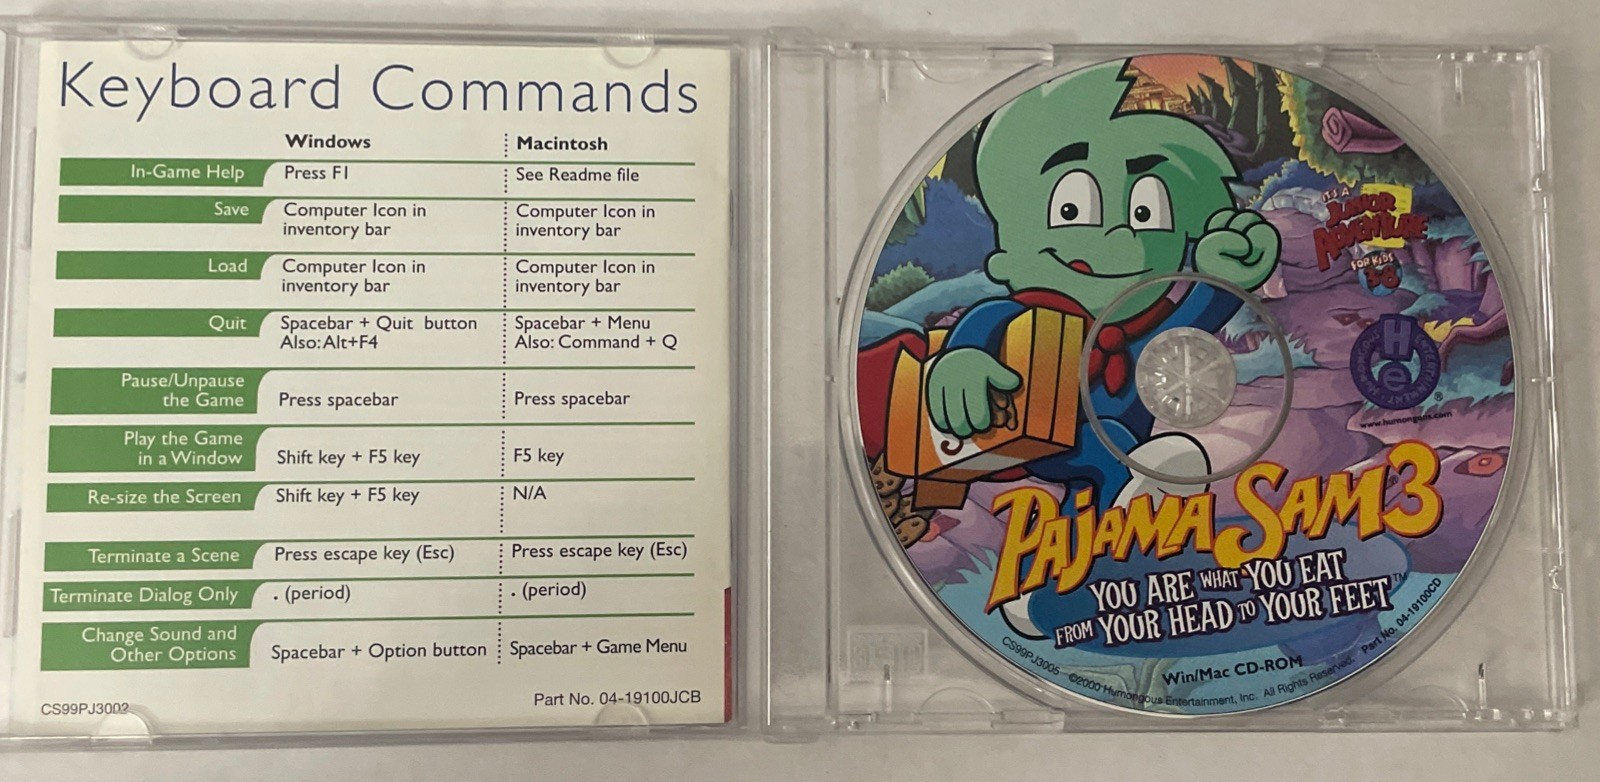 Keyboard Commands
Windows Macintosh
In-Game Help Press F1 See Readme file
Save Computer Icon in Computer Icon in
inventory bar inventory bar
Load Computer Icon in Computer Icon in
inventory bar inventory bar
Quit Spacebar + Quit button Spacebar + Menu
Also: Alt+F4 Also: Command + Q
Pause/Unpause
the Game Press spacebar Press spacebar
Play the Game
in a Window Shift key + F5 key F5 key
Re-size the Screen Shift key + F5 key N/A
Terminate a Scene Press escape key (Esc) Press escape key (Esc)
Terminate Dialog Only . (period) . (period)
Change Sound and
Other Options Spacebar + Option button Spacebar + Game Menu
CS99PJ3002 Part No. 04-19100JCB
IT'S A
JUNIOR
ADVENTURE
FOR KIDS
3-8
HUMONGOUS ENTERTAINMENT
H
e
®
www.humongous.com
PAJAMA SAM® 3
YOU ARE WHAT YOU EAT
FROM YOUR HEAD TO YOUR FEET™
Win/Mac CD-ROM
CS99PJ3005 ©2000 Humongous Entertainment, Inc. All Rights Reserved. Part No. 04-19100CD